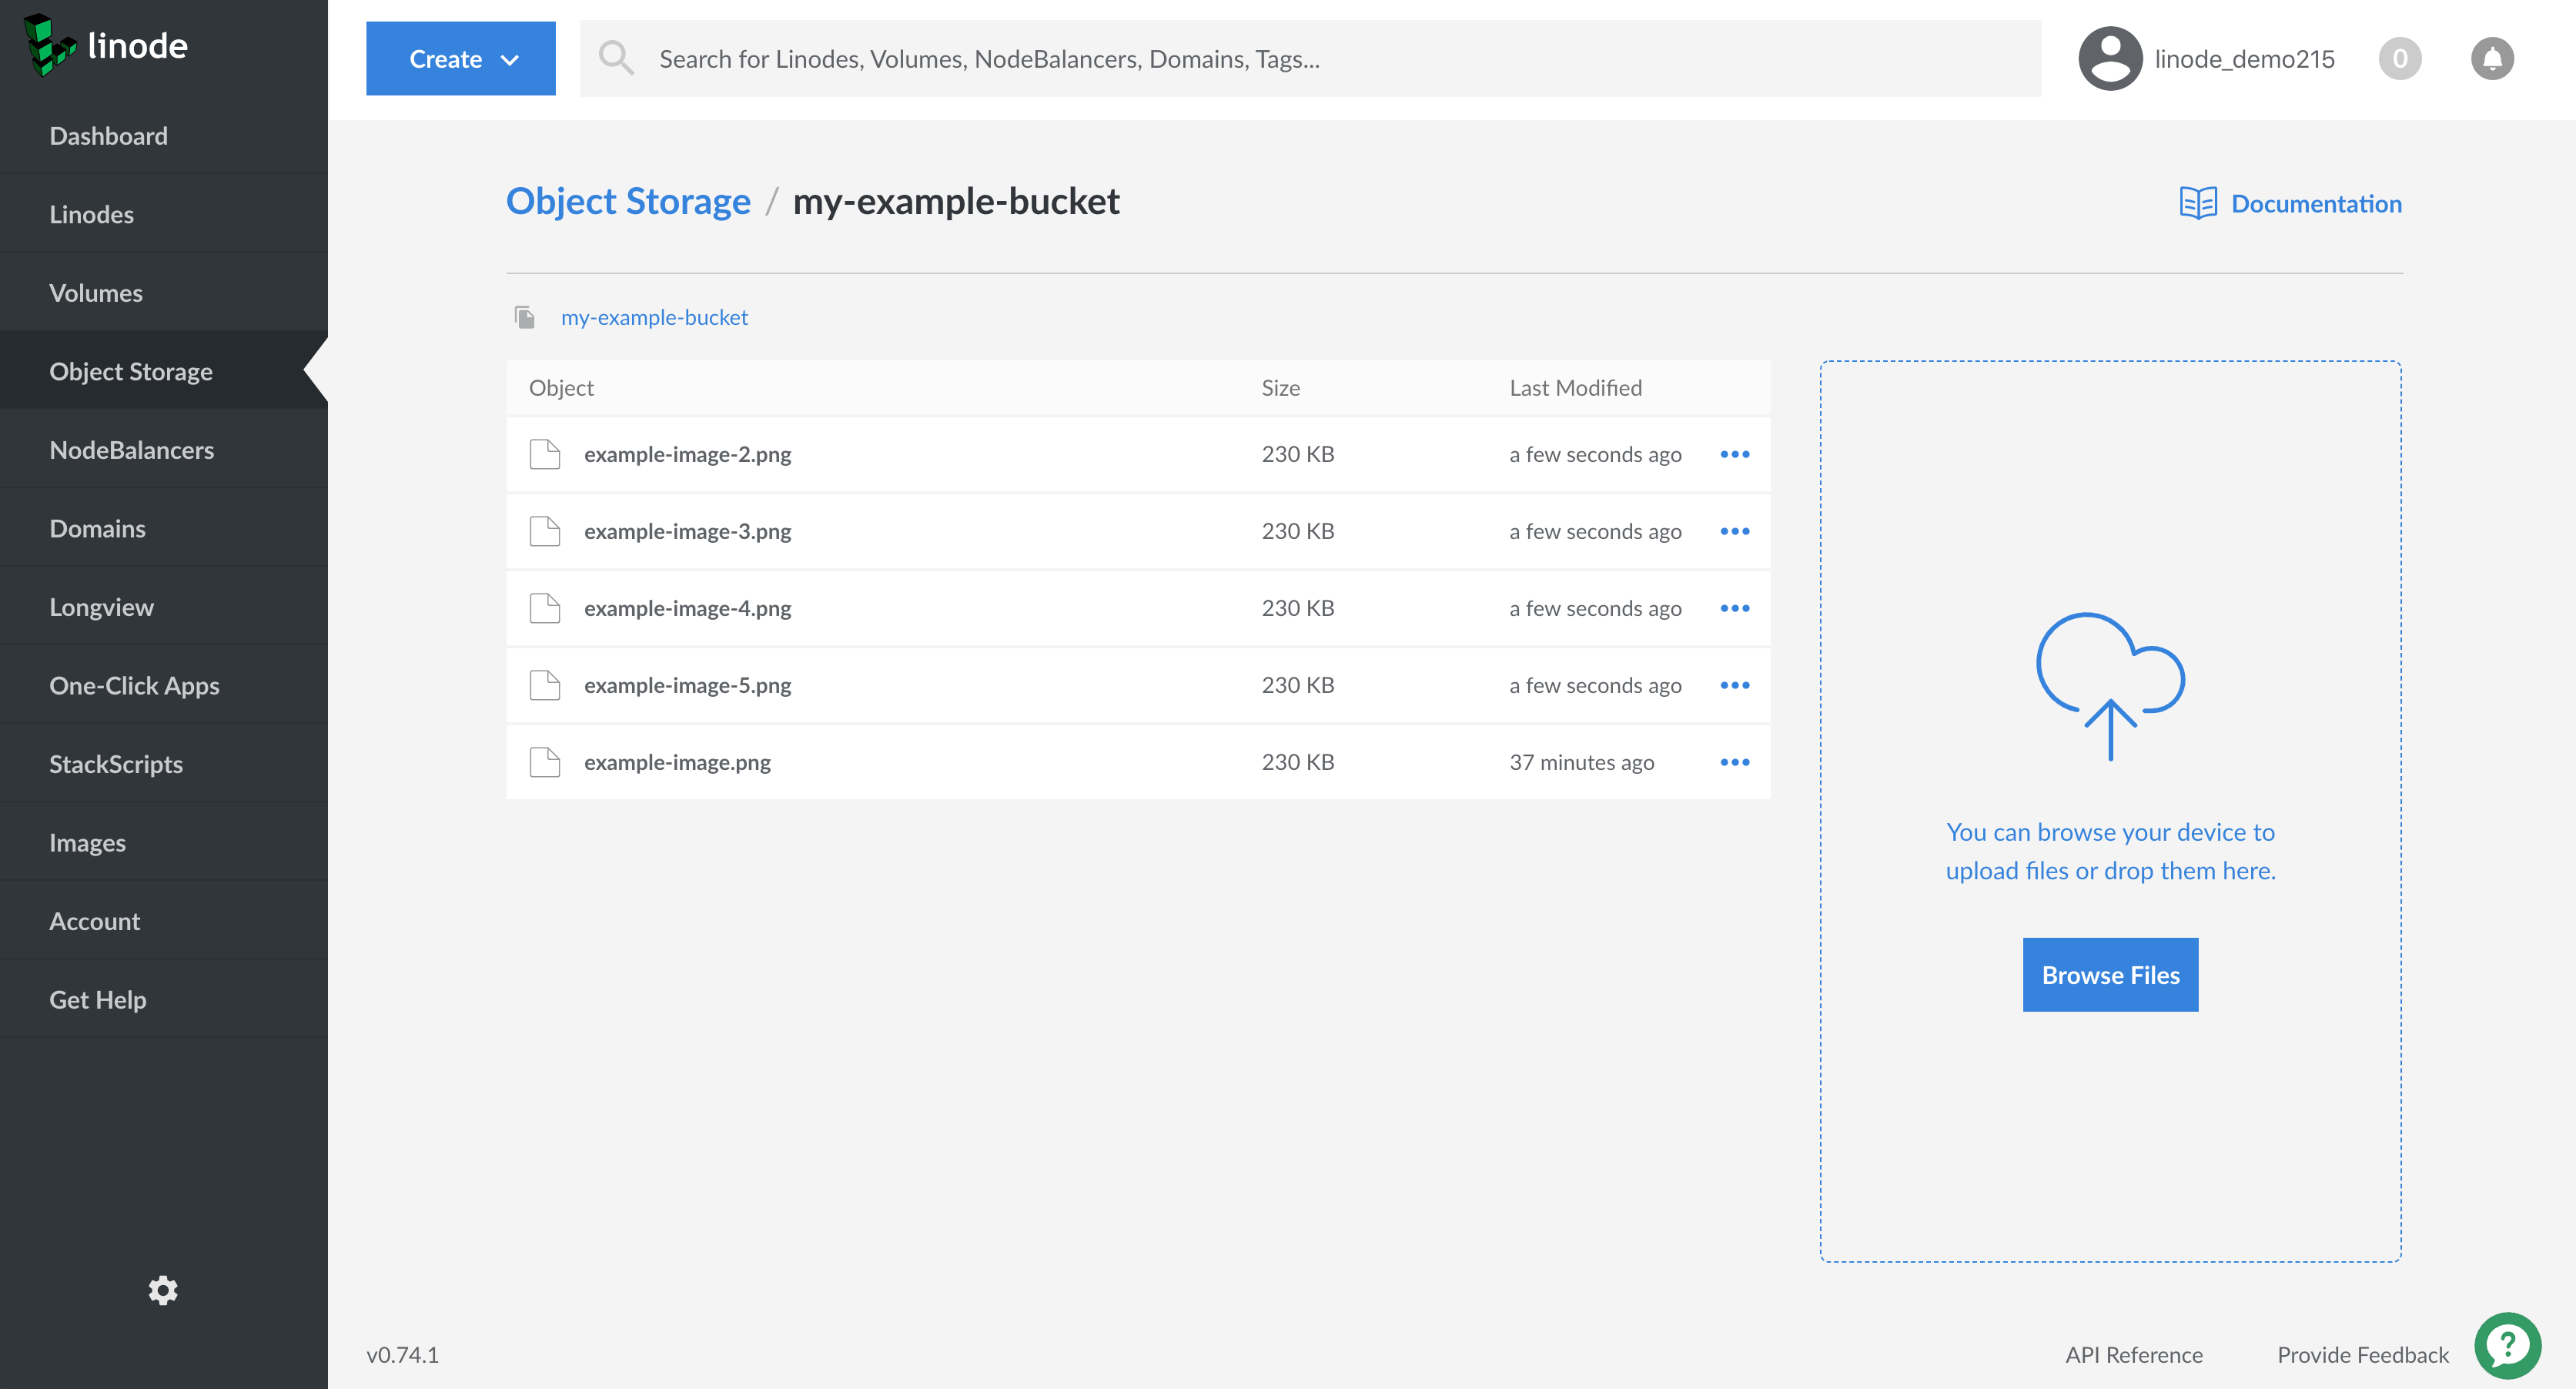 linode
Create
Search for Linodes, Volumes, NodeBalancers, Domains, Tags...
linode_demo215
0
Dashboard
Linodes
Volumes
Object Storage
NodeBalancers
Domains
Longview
One-Click Apps
StackScripts
Images
Account
Get Help
Object Storage / my-example-bucket
Documentation
my-example-bucket
Object Size Last Modified
example-image-2.png 230 KB a few seconds ago
example-image-3.png 230 KB a few seconds ago
example-image-4.png 230 KB a few seconds ago
example-image-5.png 230 KB a few seconds ago
example-image.png 230 KB 37 minutes ago
You can browse your device to
upload files or drop them here.
Browse Files
v0.74.1
API Reference
Provide Feedback
?